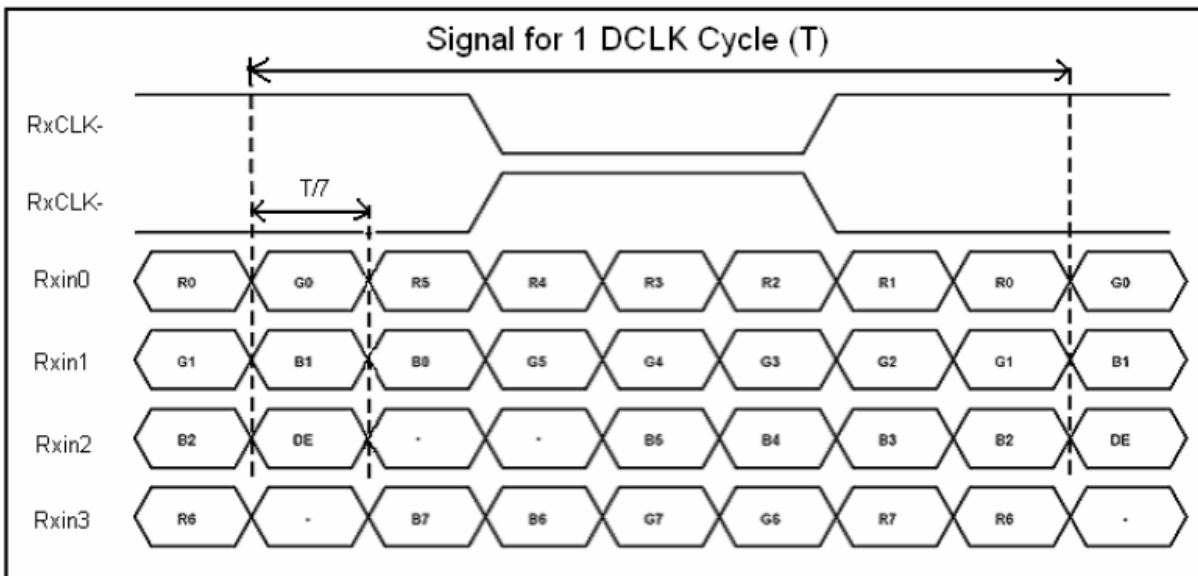 Signal for 1 DCLK Cycle (T)
RxCLK-
T/7
RxCLK-
Rxin0 R0 G0 R5 R4 R3 R2 R1 R0 G0
Rxin1 G1 B1 B0 G5 G4 G3 G2 G1 B1
Rxin2 B2 DE - - B5 B4 B3 B2 DE
Rxin3 R6 - B7 B6 G7 G6 R7 R6 -